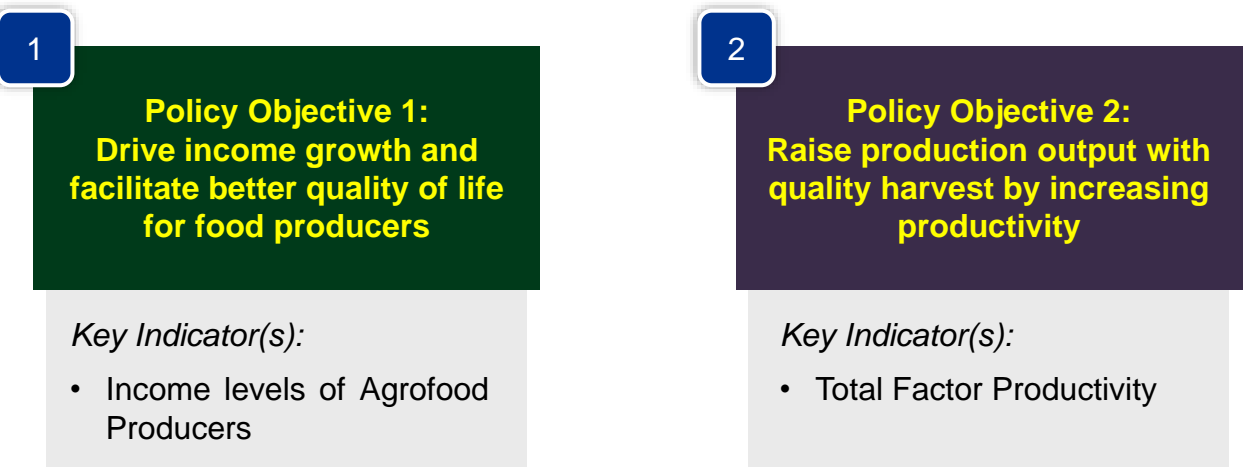 1
Policy Objective 1:
Drive income growth and
facilitate better quality of life
for food producers
Key Indicator(s):
• Income levels of Agrofood
Producers
2
Policy Objective 2:
Raise production output with
quality harvest by increasing
productivity
Key Indicator(s):
• Total Factor Productivity